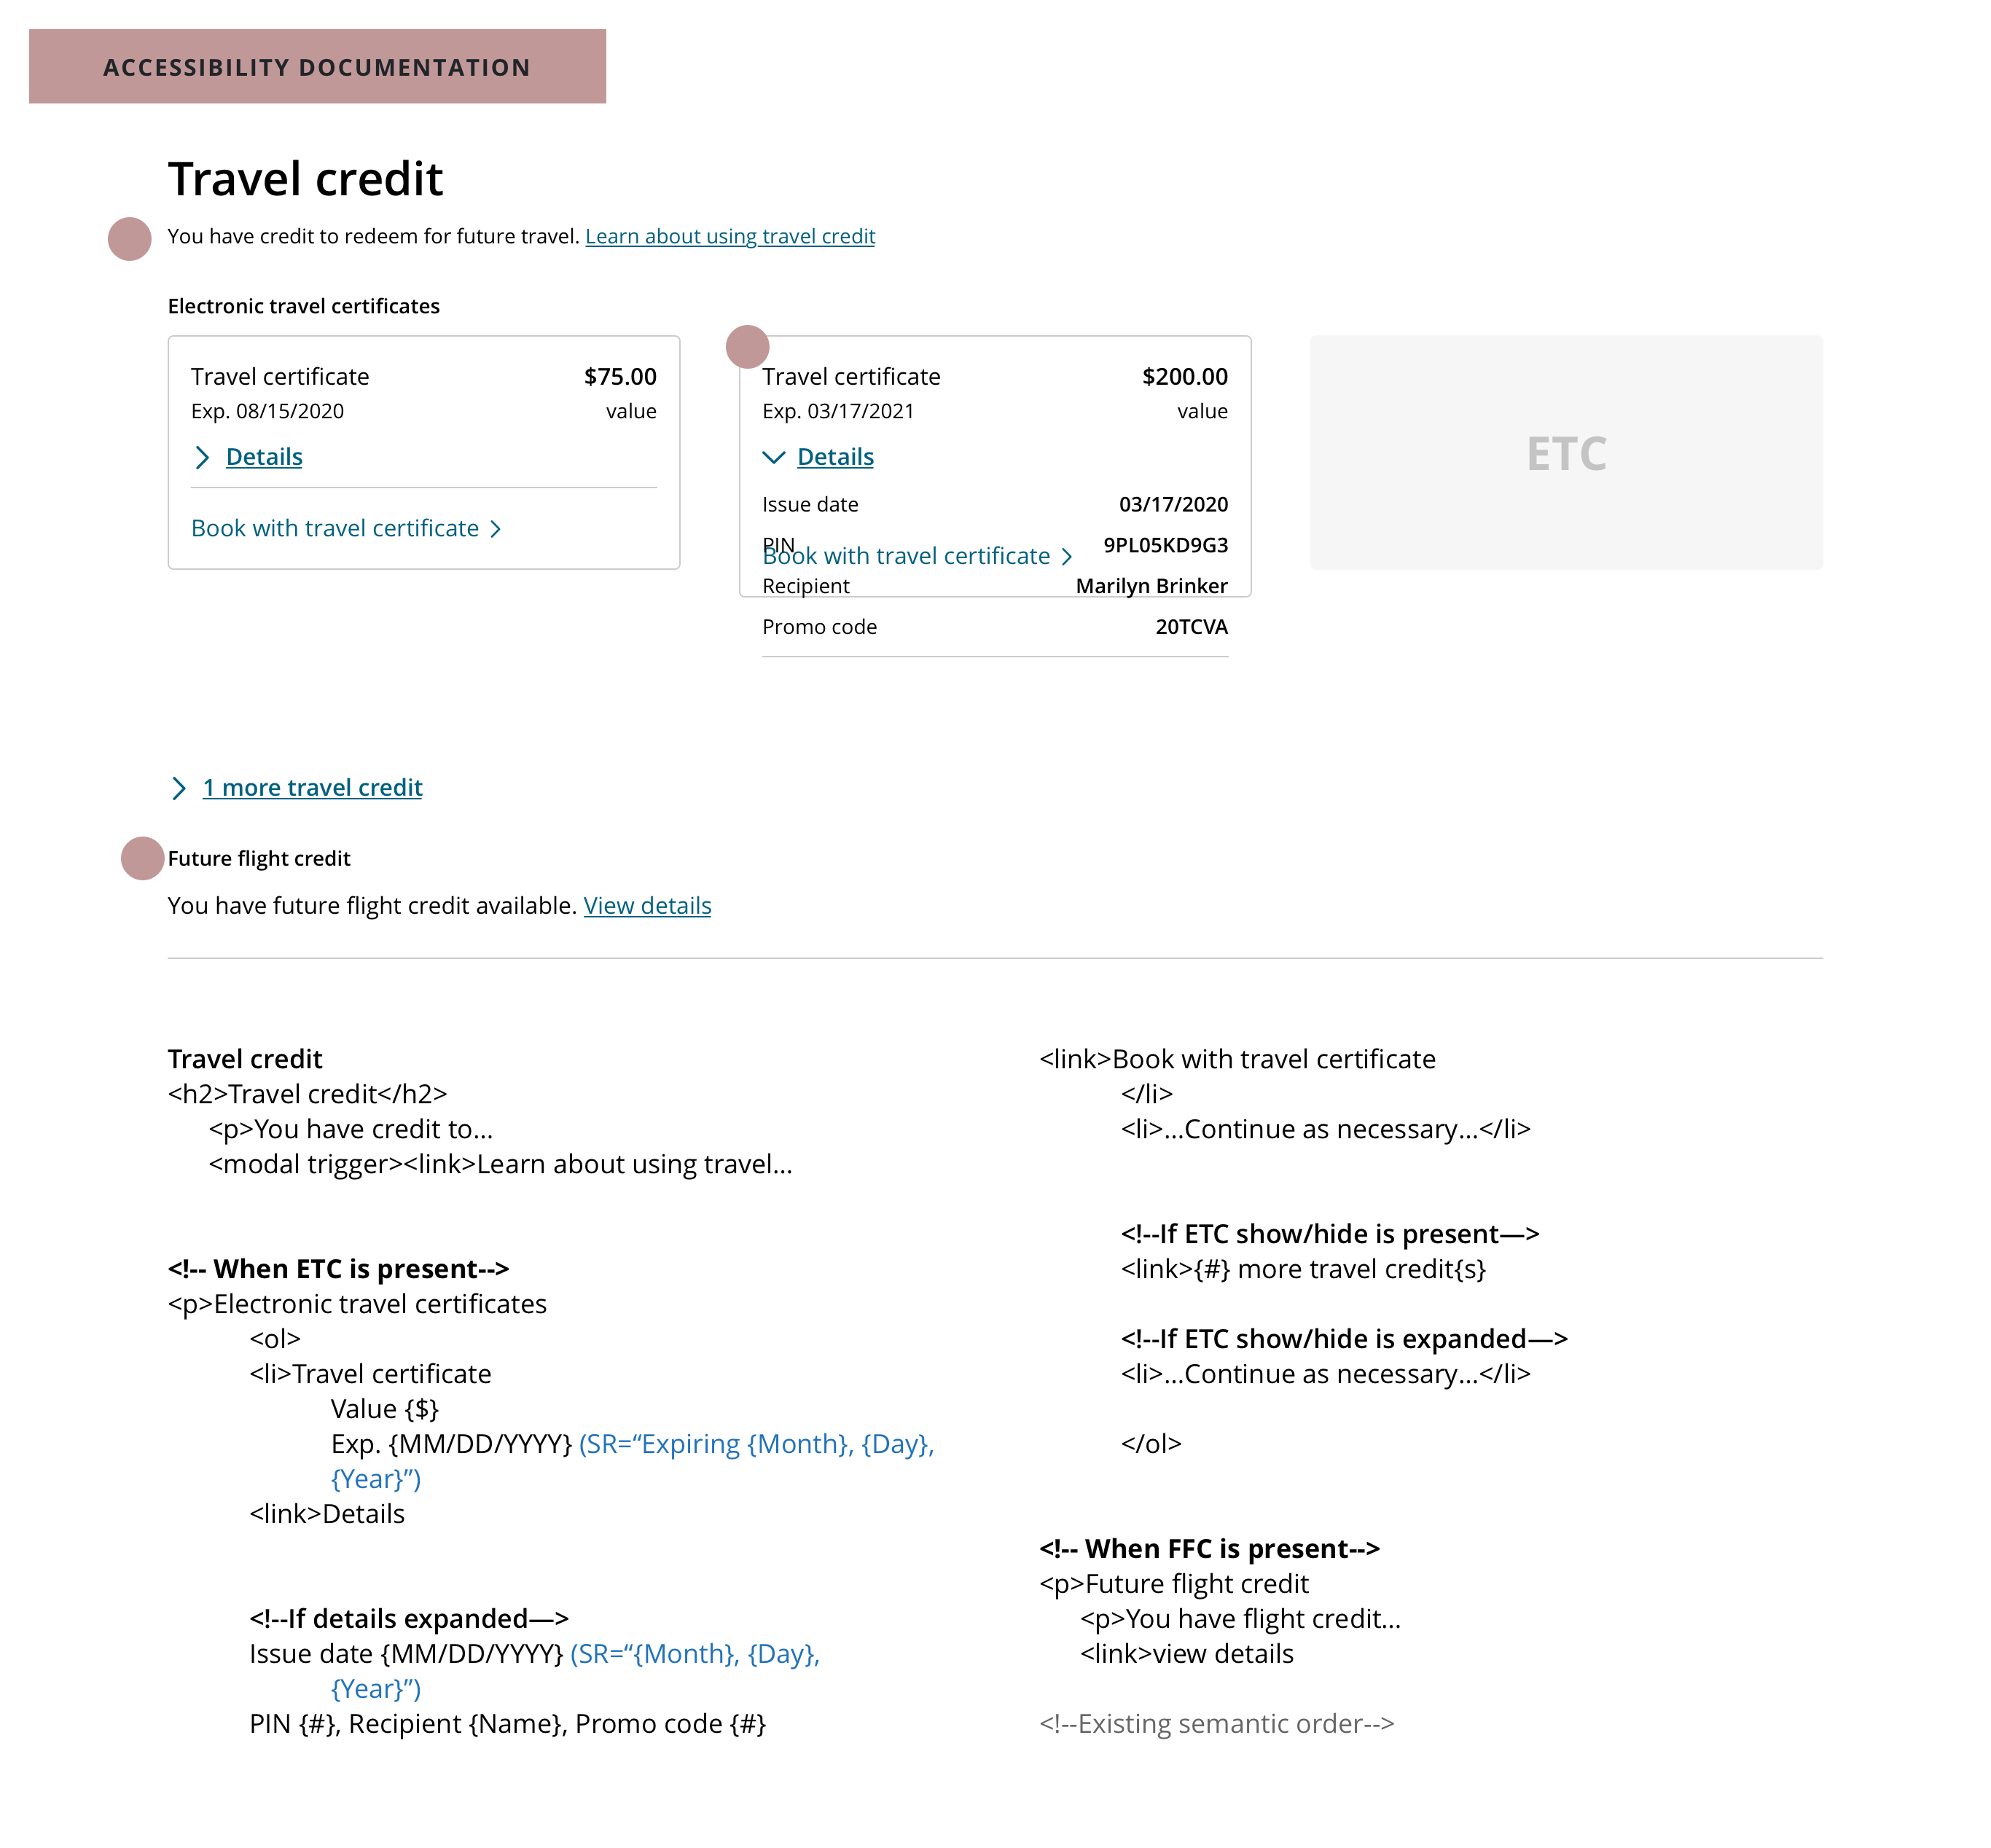 ACCESSIBILITY DOCUMENTATION
Travel credit
You have credit to redeem for future travel. Learn about using travel credit
Electronic travel certificates
Travel certificate $75.00
Exp. 08/15/2020 value
Details
Book with travel certificate
Travel certificate $200.00
Exp. 03/17/2021 value
Details
Issue date 03/17/2020
PIN 9PL05KD9G3
Book with travel certificate
Recipient Marilyn Brinker
Promo code 20TCVA
ETC
1 more travel credit
Future flight credit
You have future flight credit available. View details
Travel credit
<h2>Travel credit</h2>
<p>You have credit to...
<modal trigger><link>Learn about using travel...
<!-- When ETC is present-->
<p>Electronic travel certificates
<ol>
<li>Travel certificate
Value {$}
Exp. {MM/DD/YYYY} (SR=“Expiring {Month}, {Day},
{Year}”)
<link>Details
<!--If details expanded—>
Issue date {MM/DD/YYYY} (SR=“{Month}, {Day},
{Year}”)
PIN {#}, Recipient {Name}, Promo code {#}
<link>Book with travel certificate
</li>
<li>...Continue as necessary...</li>
<!--If ETC show/hide is present—>
<link>{#} more travel credit{s}
<!--If ETC show/hide is expanded—>
<li>...Continue as necessary...</li>
</ol>
<!-- When FFC is present-->
<p>Future flight credit
<p>You have flight credit...
<link>view details
<!--Existing semantic order-->